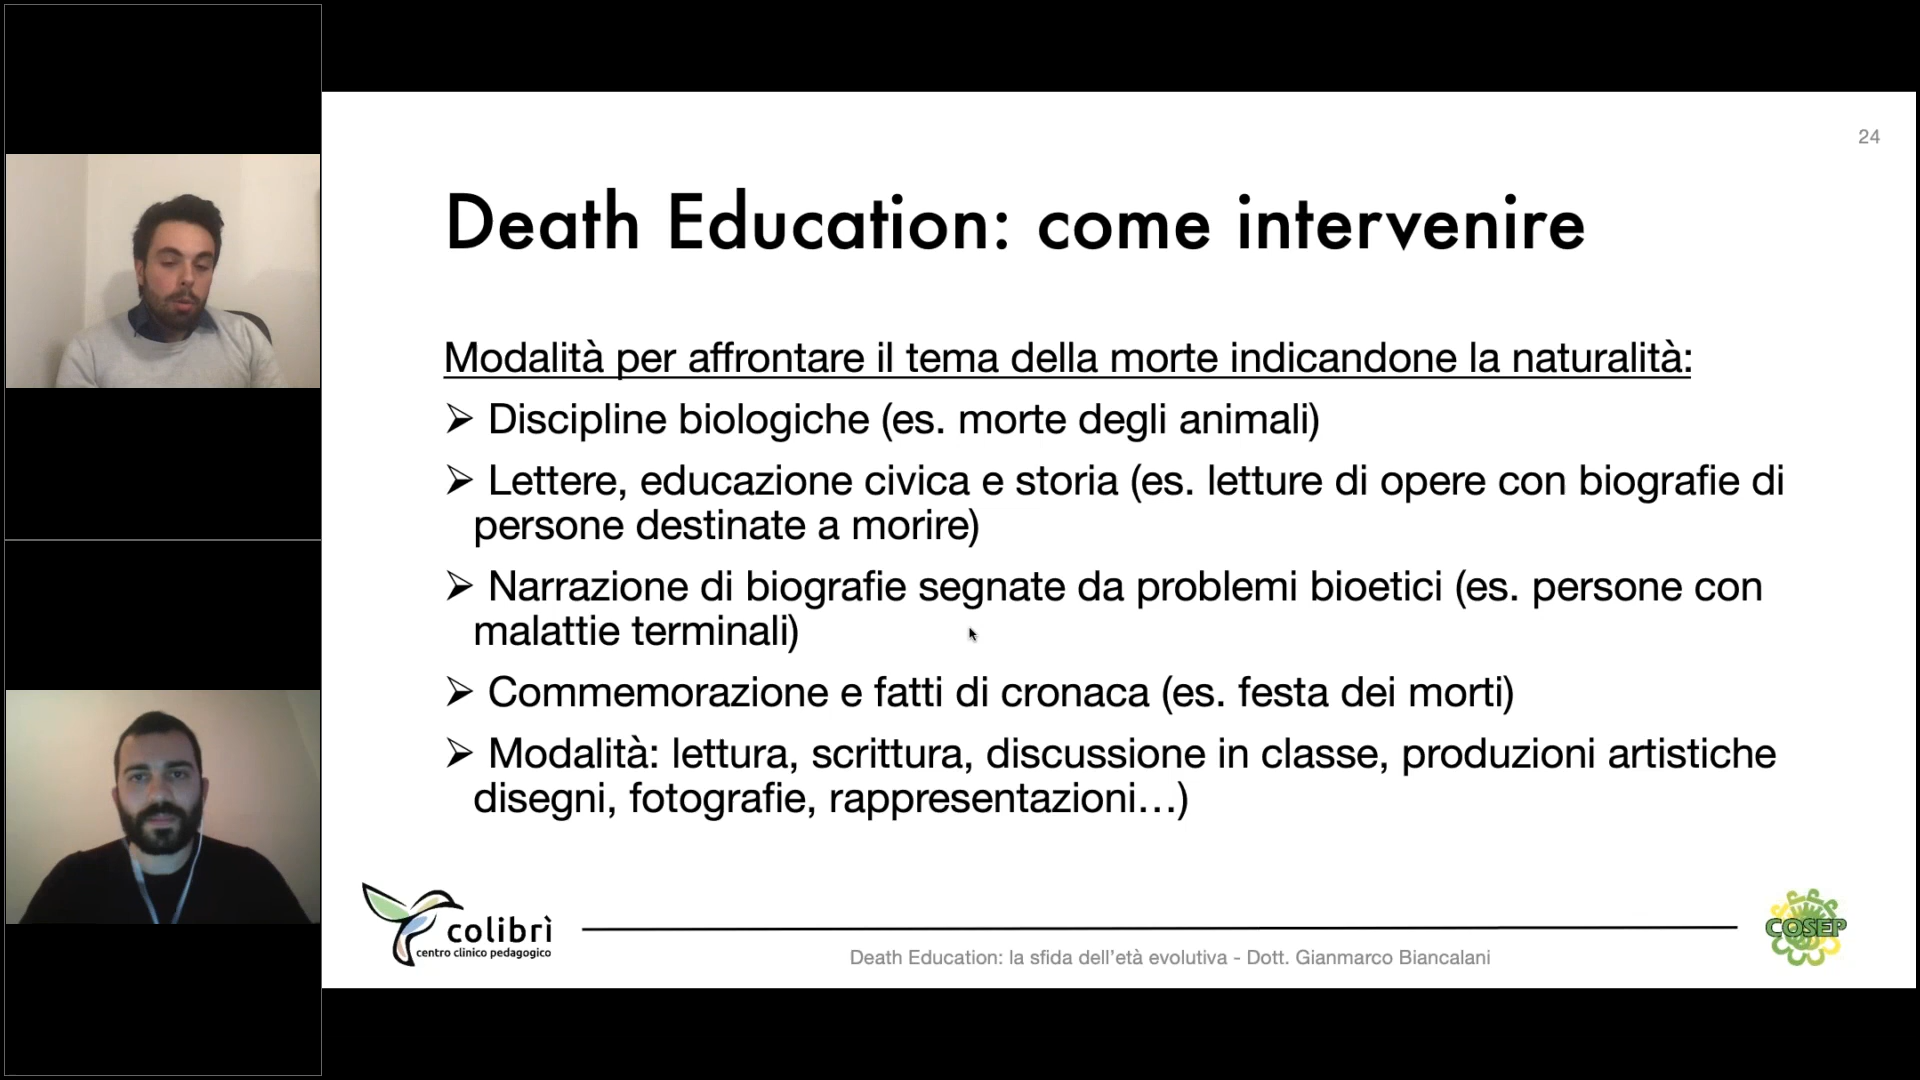 24
Death Education: come intervenire
Modalità per affrontare il tema della morte indicandone la naturalità:
➢ Discipline biologiche (es. morte degli animali)
➢ Lettere, educazione civica e storia (es. letture di opere con biografie di
persone destinate a morire)
➢ Narrazione di biografie segnate da problemi bioetici (es. persone con
malattie terminali)
➢ Commemorazione e fatti di cronaca (es. festa dei morti)
➢ Modalità: lettura, scrittura, discussione in classe, produzioni artistiche
disegni, fotografie, rappresentazioni…)
colibrì
centro clinico pedagogico
Death Education: la sfida dell’età evolutiva - Dott. Gianmarco Biancalani
COSEP